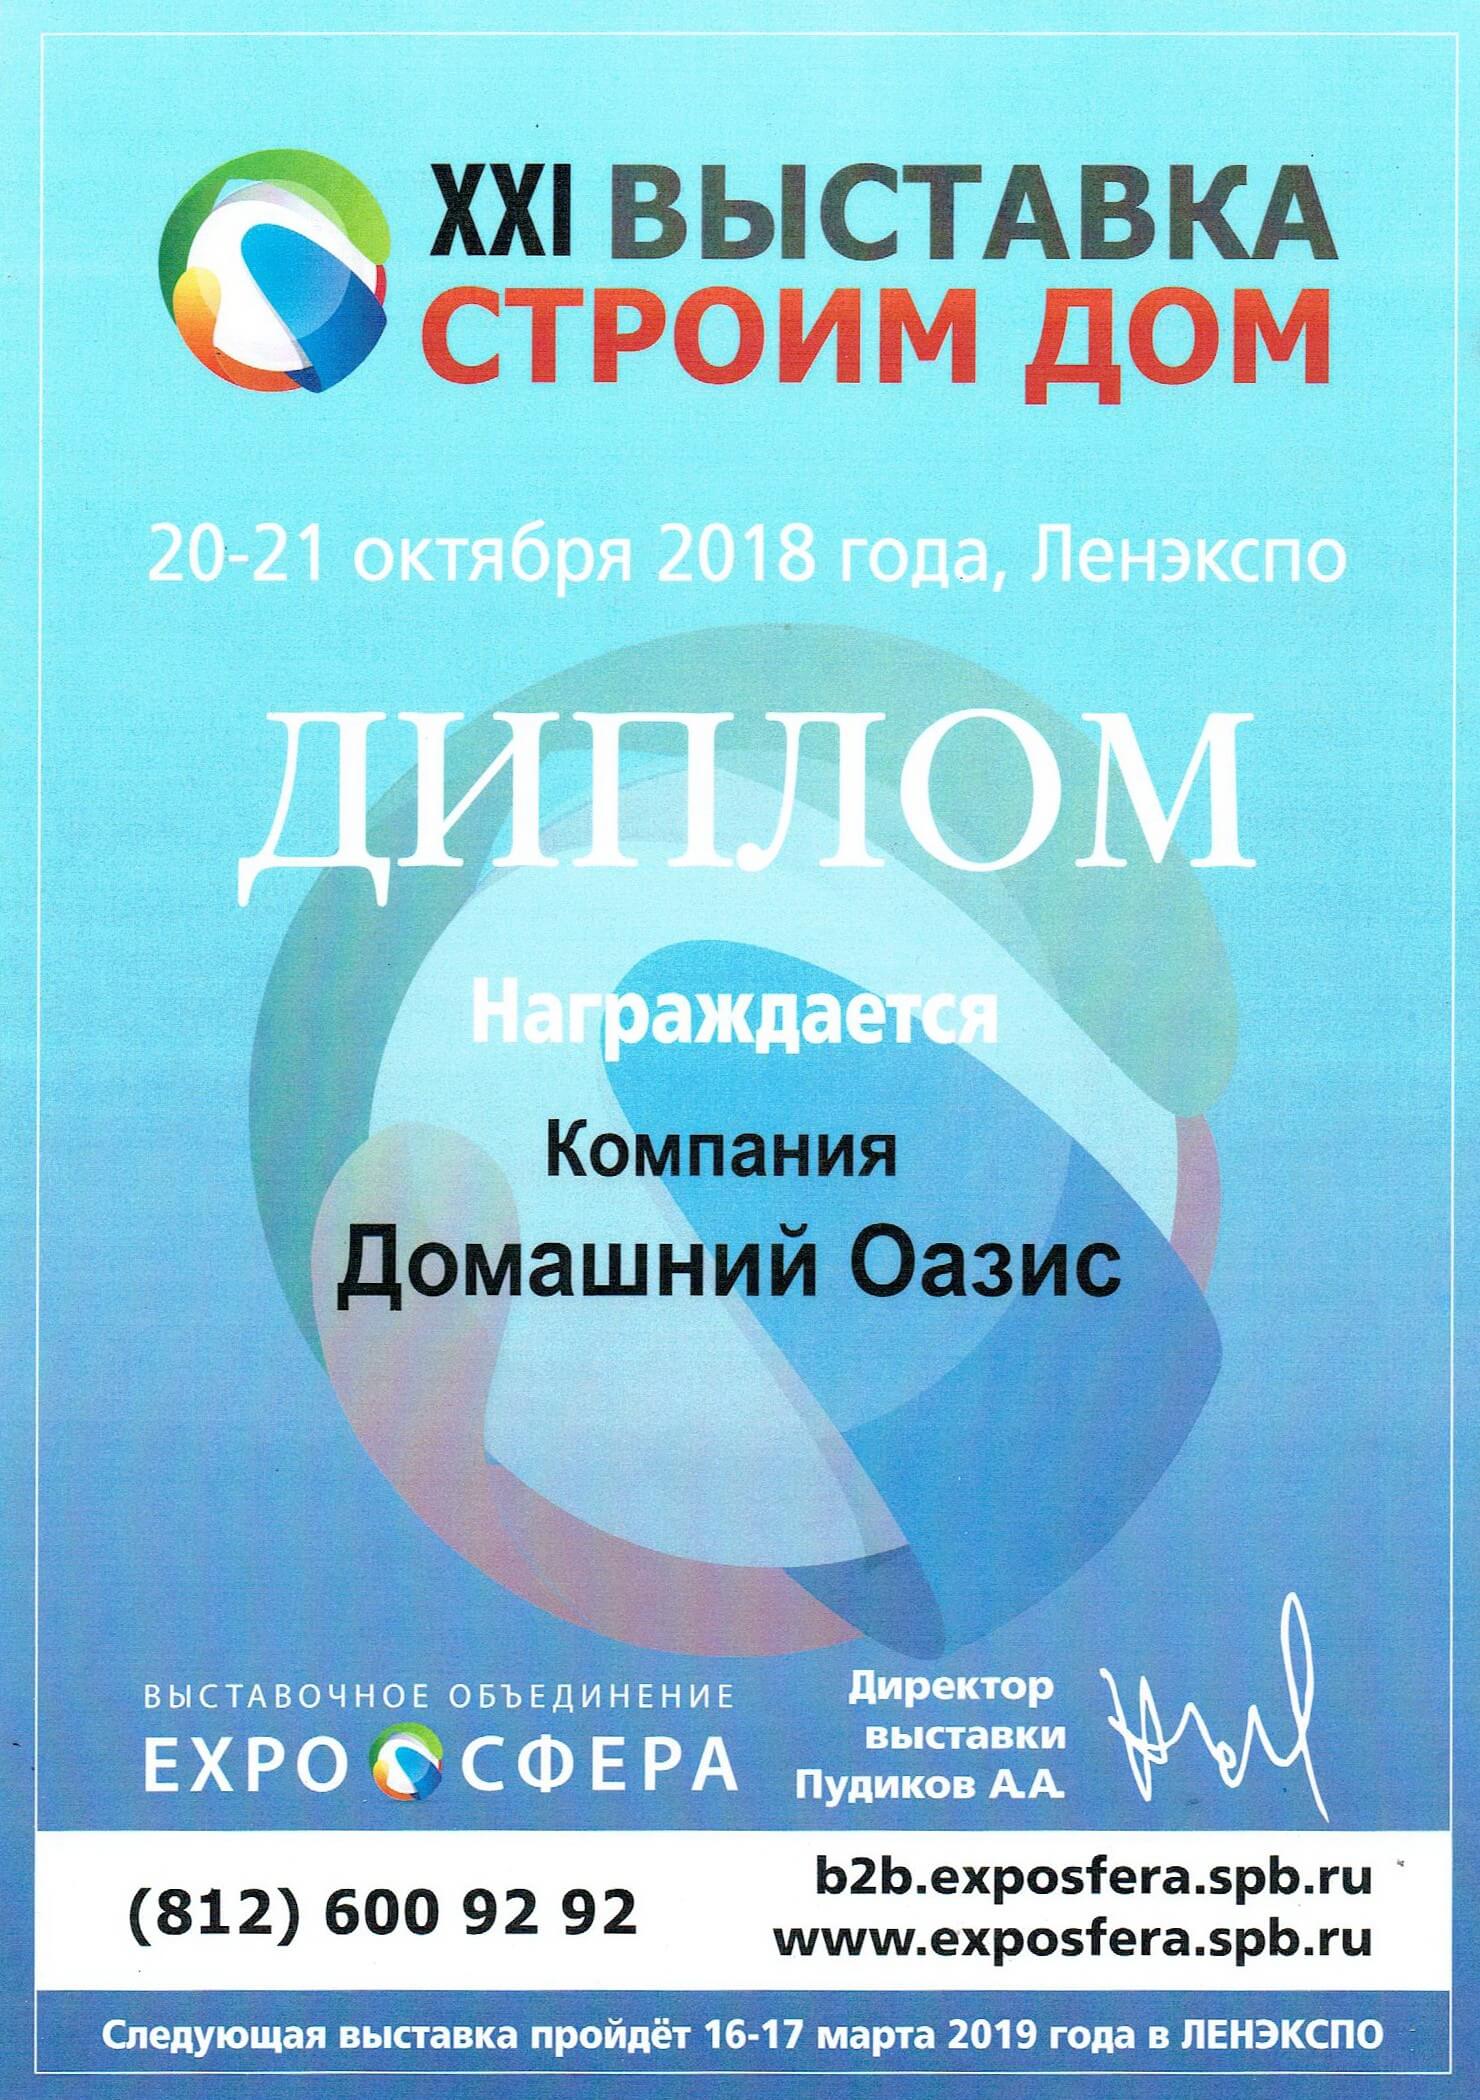 XXI ВЫСТАВКА
СТРОИМ ДОМ
20-21 октября 2018 года, Ленэкспо
ДИПЛОМ
Награждается
Компания
Домашний Оазис
ВЫСТАВОЧНОЕ ОБЪЕДИНЕНИЕ
EXPO СФЕРА
Директор
выставки
Пудиков А.А.
(812) 600 92 92
b2b.exposfera.spb.ru
www.exposfera.spb.ru
Следующая выставка пройдёт 16-17 марта 2019 года в ЛЕНЭКСПО